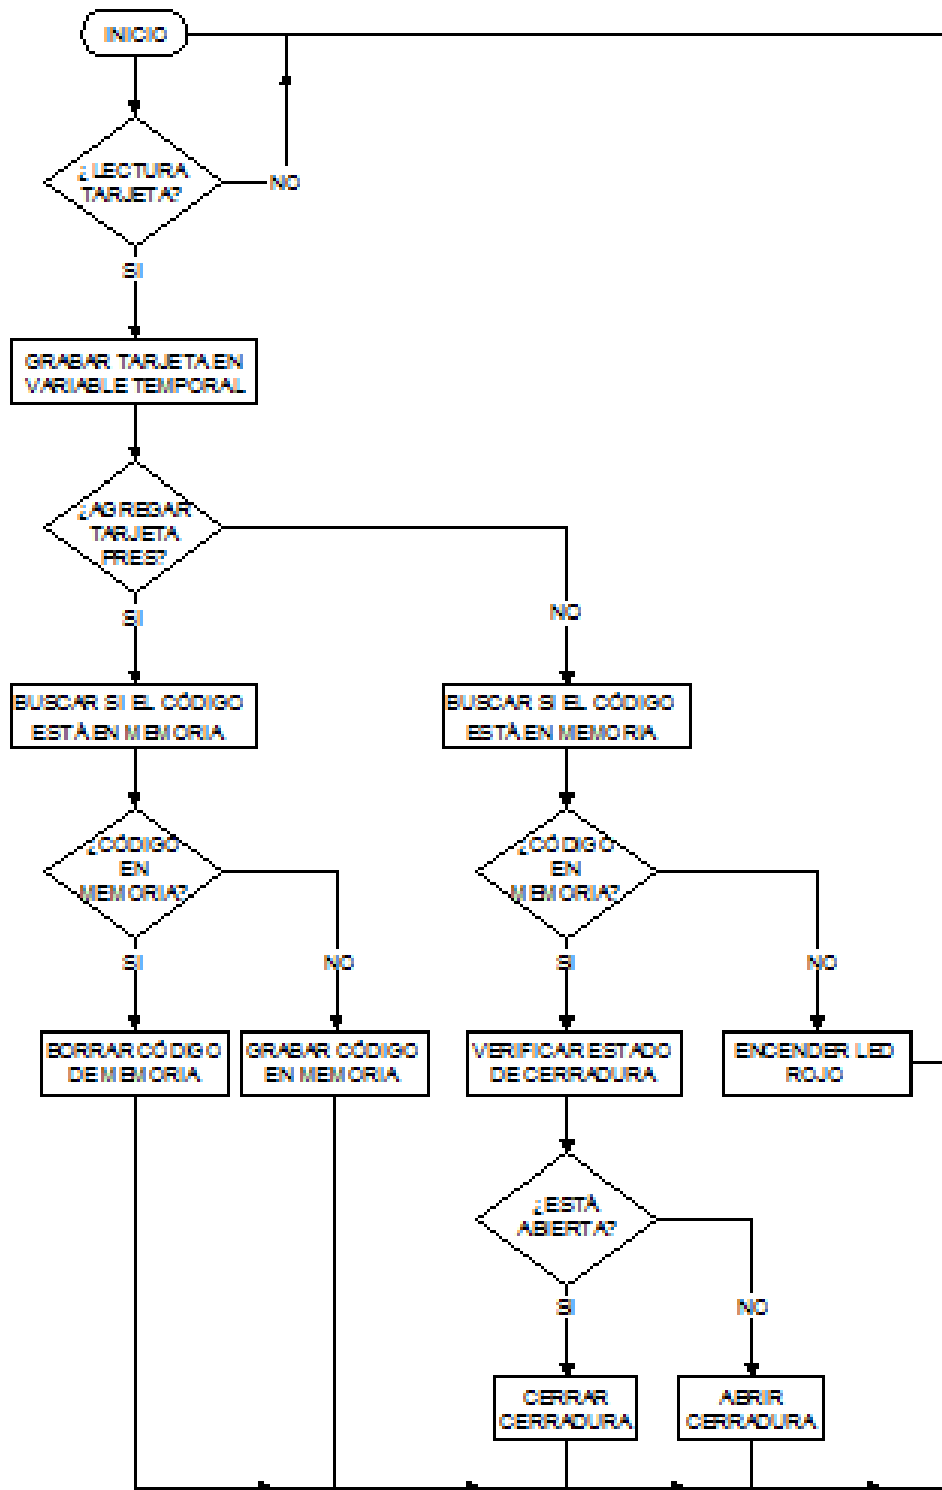 INICIO
¿LECTURA
TARJETA?
NO
SI
GRABAR TARJETA EN
VARIABLE TEMPORAL
¿AGREGAR
TARJETA
PRES?
SI
NO
BUSCAR SI EL CÓDIGO
ESTÁ EN MEMORIA
BUSCAR SI EL CÓDIGO
ESTÁ EN MEMORIA
¿CÓDIGO
EN
MEMORIA?
¿CÓDIGO
EN
MEMORIA?
SI
NO
SI
NO
BORRAR CÓDIGO
DE MEMORIA
GRABAR CÓDIGO
EN MEMORIA
VERIFICAR ESTADO
DE CERRADURA
ENCENDER LED
ROJO
¿ESTÁ
ABIERTA?
SI
NO
CERRAR
CERRADURA
ABRIR
CERRADURA